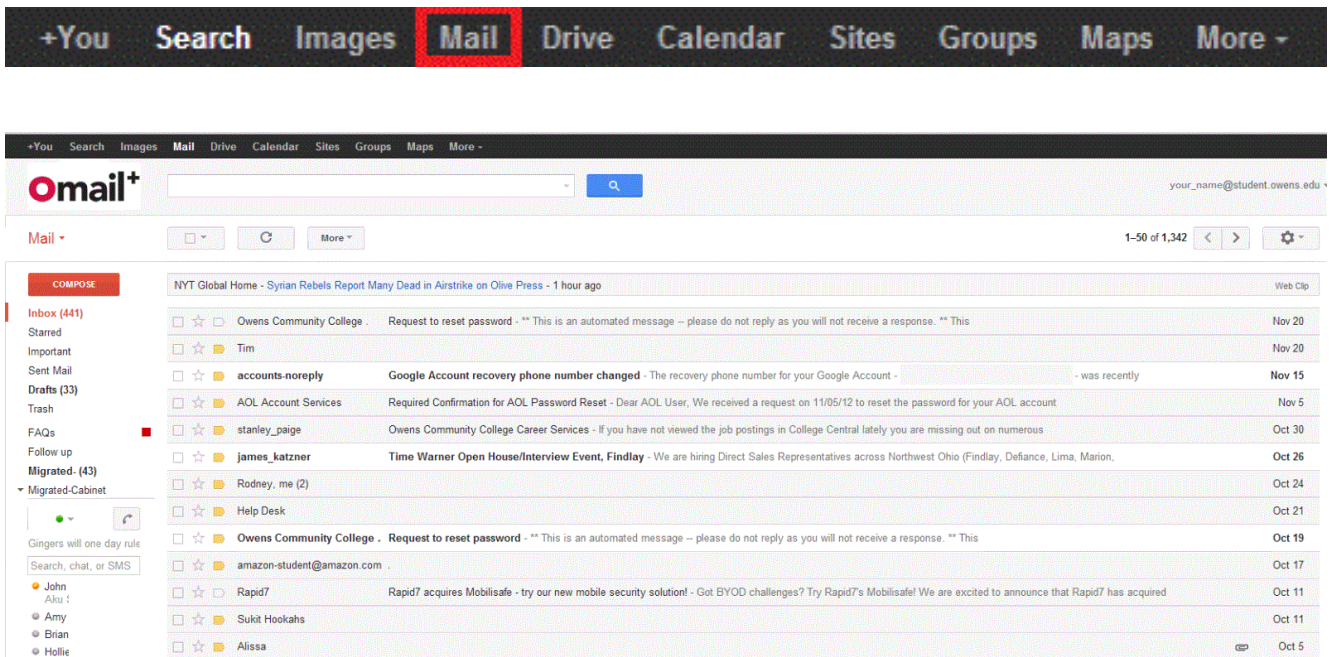 +You Search Images Mail Drive Calendar Sites Groups Maps More
+You Search Images Mail Drive Calendar Sites Groups Maps More
Omail+
your_name@student.owens.edu
Mail
More
1–50 of 1,342
COMPOSE
NYT Global Home - Syrian Rebels Report Many Dead in Airstrike on Olive Press - 1 hour ago Web Clip
Inbox (441)
Owens Community College . Request to reset password - ** This is an automated message -- please do not reply as you will not receive a response. ** This Nov 20
Starred
Tim Nov 20
Important
Sent Mail
accounts-noreply Google Account recovery phone number changed - The recovery phone number for your Google Account - - was recently Nov 15
Drafts (33)
AOL Account Services Required Confirmation for AOL Password Reset - Dear AOL User, We received a request on 11/05/12 to reset the password for your AOL account Nov 5
Trash
FAQs
stanley_paige Owens Community College Career Services - If you have not viewed the job postings in College Central lately you are missing out on numerous Oct 30
Follow up
james_katzner Time Warner Open House/Interview Event, Findlay - We are hiring Direct Sales Representatives across Northwest Ohio (Findlay, Defiance, Lima, Marion, Oct 26
Migrated- (43)
Rodney, me (2) Oct 24
Migrated-Cabinet
Help Desk Oct 21
Gingers will one day rule
Owens Community College . Request to reset password - ** This is an automated message -- please do not reply as you will not receive a response. ** This Oct 19
Search, chat, or SMS
amazon-student@amazon.com . Oct 17
John
Rapid7 Rapid7 acquires Mobilisafe - try our new mobile security solution! - Got BYOD challenges? Try Rapid7's Mobilisafe! We are excited to announce that Rapid7 has acquired Oct 11
Aku
Amy
Sukit Hookahs Oct 11
Brian
Hollie
Alissa Oct 5